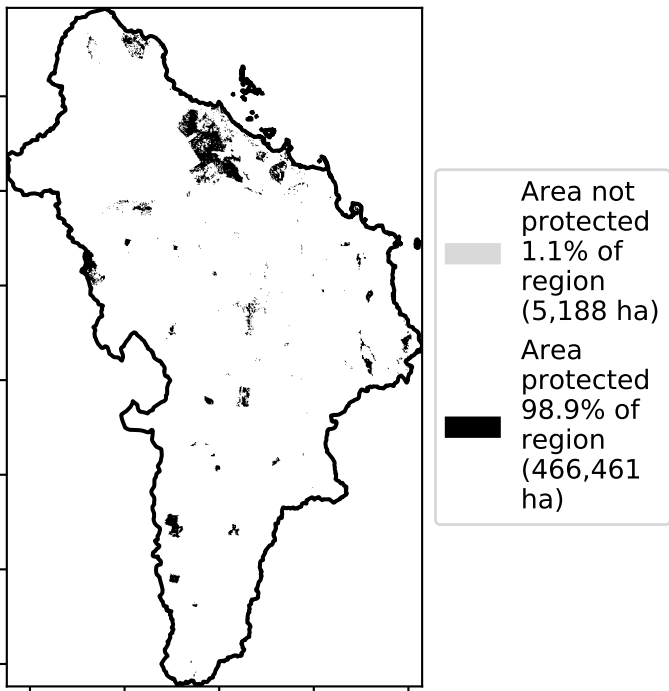 Area not
protected
1.1% of
region
(5,188 ha)
Area
protected
98.9% of
region
(466,461
ha)